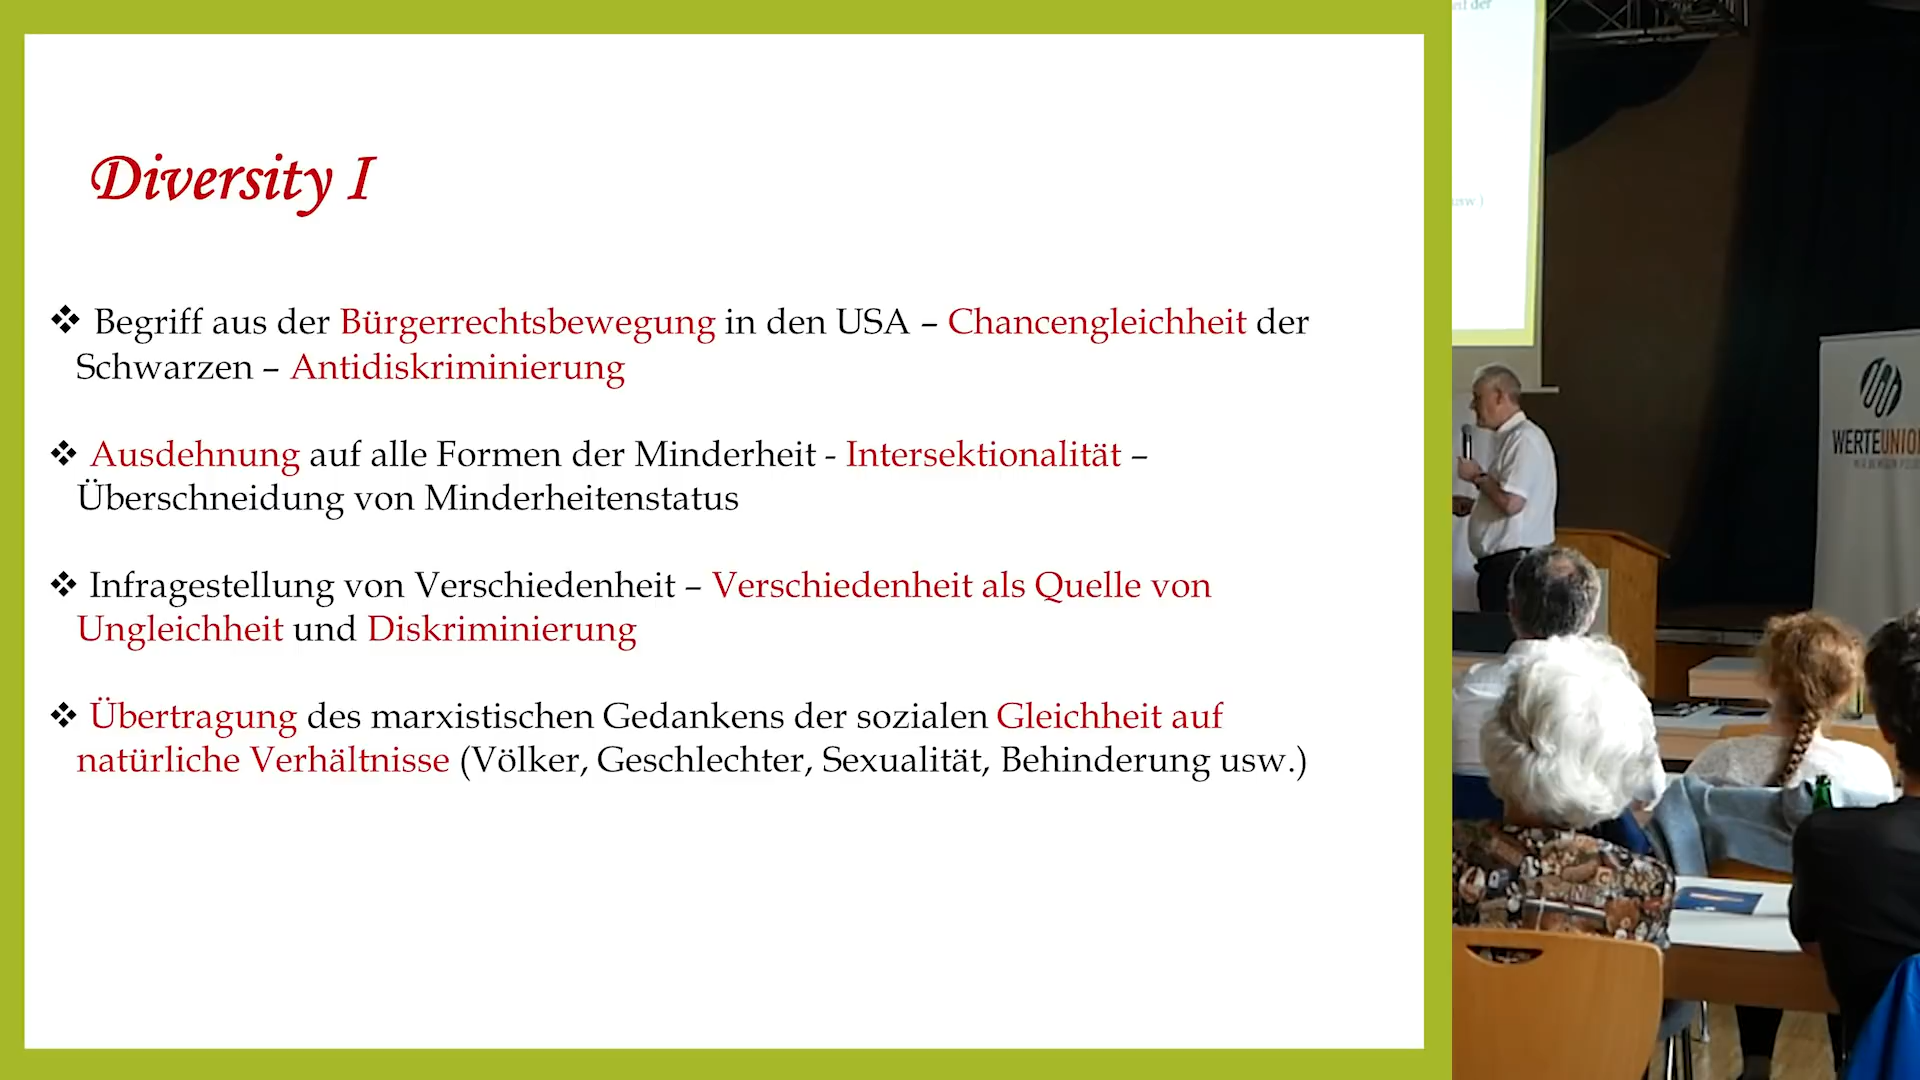 Diversity I
❖ Begriff aus der Bürgerrechtsbewegung in den USA – Chancengleichheit der
Schwarzen – Antidiskriminierung
❖ Ausdehnung auf alle Formen der Minderheit - Intersektionalität –
Überschneidung von Minderheitenstatus
❖ Infragestellung von Verschiedenheit – Verschiedenheit als Quelle von
Ungleichheit und Diskriminierung
❖ Übertragung des marxistischen Gedankens der sozialen Gleichheit auf
natürliche Verhältnisse (Völker, Geschlechter, Sexualität, Behinderung usw.)
der
usw.)
WERTEUNION